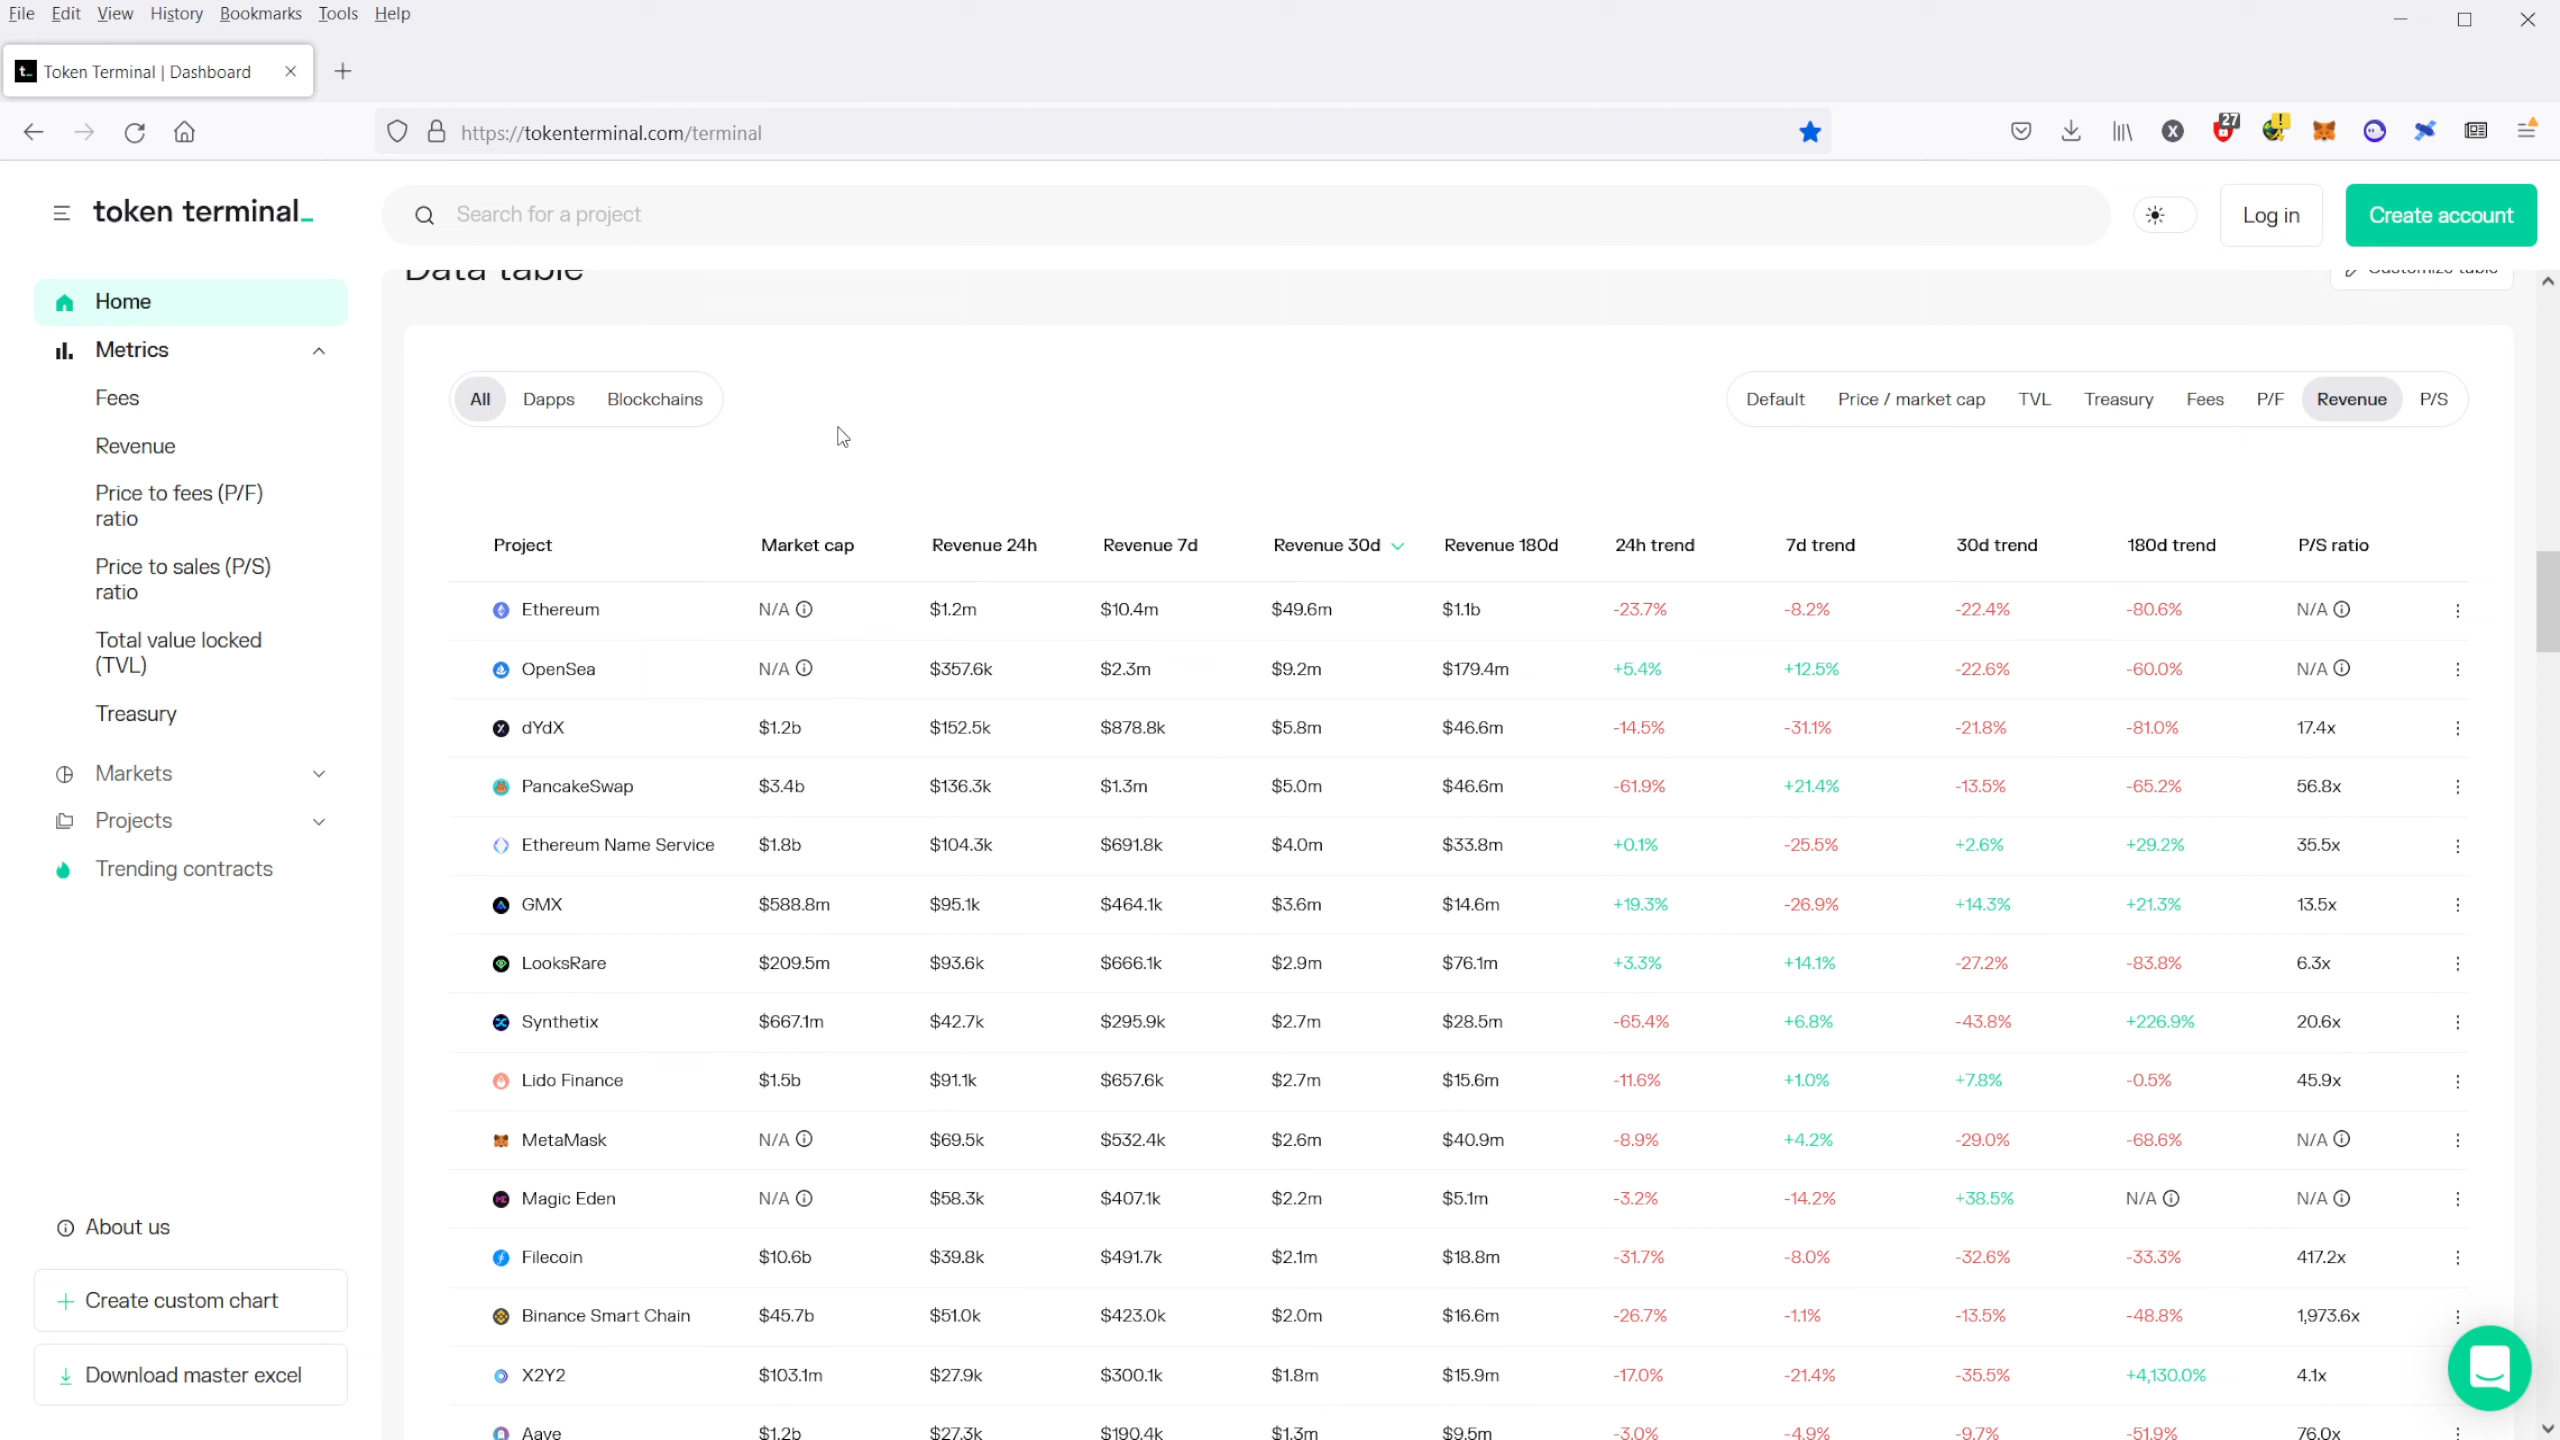 File Edit View History Bookmarks Tools Help
t_ Token Terminal | Dashboard
https://tokenterminal.com/terminal
27
token terminal_
Search for a project
Log in
Create account
Data table
Customize table
Home
Metrics
Fees
Revenue
Price to fees (P/F)
ratio
Price to sales (P/S)
ratio
Total value locked
(TVL)
Treasury
Markets
Projects
Trending contracts
About us
Create custom chart
Download master excel
All Dapps Blockchains
Default Price / market cap TVL Treasury Fees P/F Revenue P/S
Project Market cap Revenue 24h Revenue 7d Revenue 30d Revenue 180d 24h trend 7d trend 30d trend 180d trend P/S ratio
Ethereum N/A $1.2m $10.4m $49.6m $1.1b -23.7% -8.2% -22.4% -80.6% N/A
OpenSea N/A $357.6k $2.3m $9.2m $179.4m +5.4% +12.5% -22.6% -60.0% N/A
dYdX $1.2b $152.5k $878.8k $5.8m $46.6m -14.5% -31.1% -21.8% -81.0% 17.4x
PancakeSwap $3.4b $136.3k $1.3m $5.0m $46.6m -61.9% +21.4% -13.5% -65.2% 56.8x
Ethereum Name Service $1.8b $104.3k $691.8k $4.0m $33.8m +0.1% -25.5% +2.6% +29.2% 35.5x
GMX $588.8m $95.1k $464.1k $3.6m $14.6m +19.3% -26.9% +14.3% +21.3% 13.5x
LooksRare $209.5m $93.6k $666.1k $2.9m $76.1m +3.3% +14.1% -27.2% -83.8% 6.3x
Synthetix $667.1m $42.7k $295.9k $2.7m $28.5m -65.4% +6.8% -43.8% +226.9% 20.6x
Lido Finance $1.5b $91.1k $657.6k $2.7m $15.6m -11.6% +1.0% +7.8% -0.5% 45.9x
MetaMask N/A $69.5k $532.4k $2.6m $40.9m -8.9% +4.2% -29.0% -68.6% N/A
Magic Eden N/A $58.3k $407.1k $2.2m $5.1m -3.2% -14.2% +38.5% N/A N/A
Filecoin $10.6b $39.8k $491.7k $2.1m $18.8m -31.7% -8.0% -32.6% -33.3% 417.2x
Binance Smart Chain $45.7b $51.0k $423.0k $2.0m $16.6m -26.7% -1.1% -13.5% -48.8% 1,973.6x
X2Y2 $103.1m $27.9k $300.1k $1.8m $15.9m -17.0% -21.4% -35.5% +4,130.0% 4.1x
Aave $1.2b $27.3k $190.4k $1.3m $9.5m -3.0% -4.9% -9.7% -51.9% 76.0x